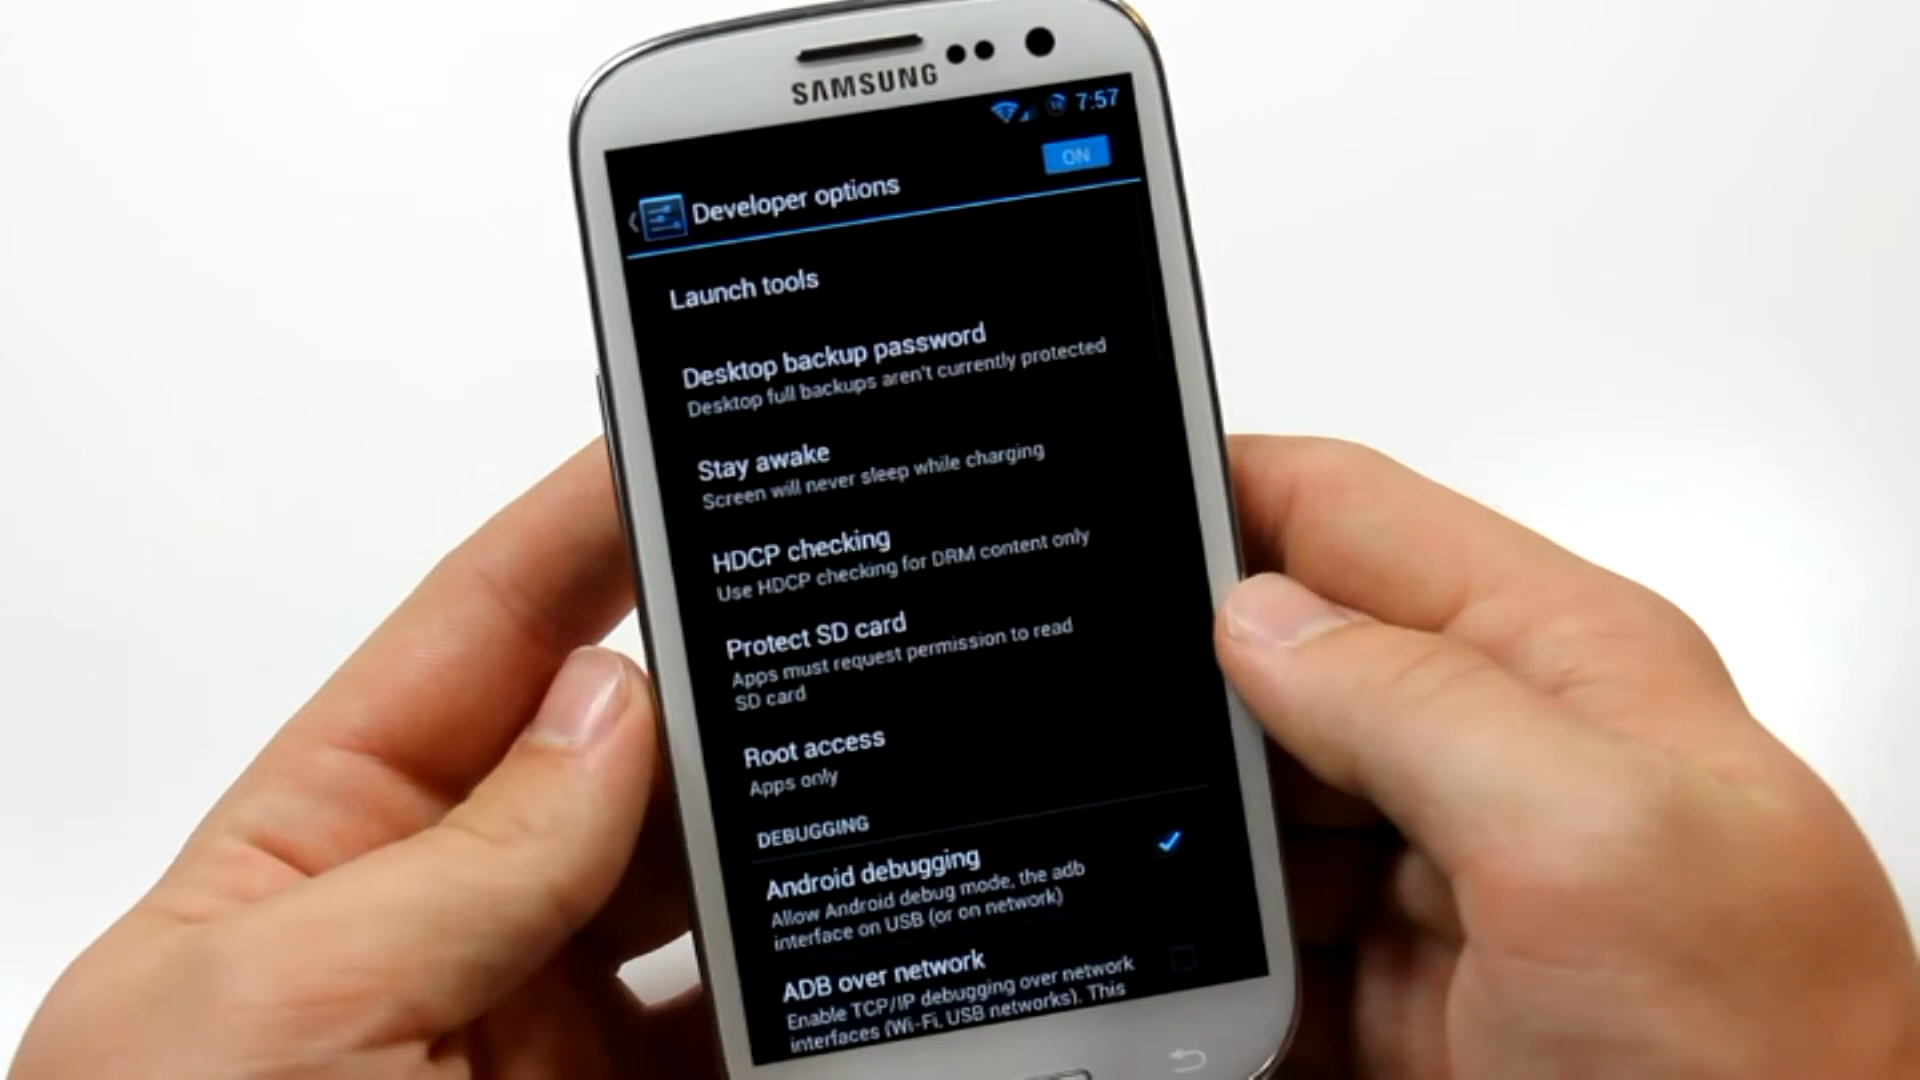 SAMSUNG
7:57
Developer options
ON
Launch tools
Desktop backup password
Desktop full backups aren't currently protected
Stay awake
Screen will never sleep while charging
HDCP checking
Use HDCP checking for DRM content only
Protect SD card
Apps must request permission to read
SD card
Root access
Apps only
DEBUGGING
Android debugging
Allow Android debug mode, the adb
interface on USB (or on network)
ADB over network
Enable TCP/IP debugging over network
interfaces (Wi-Fi, USB networks). This